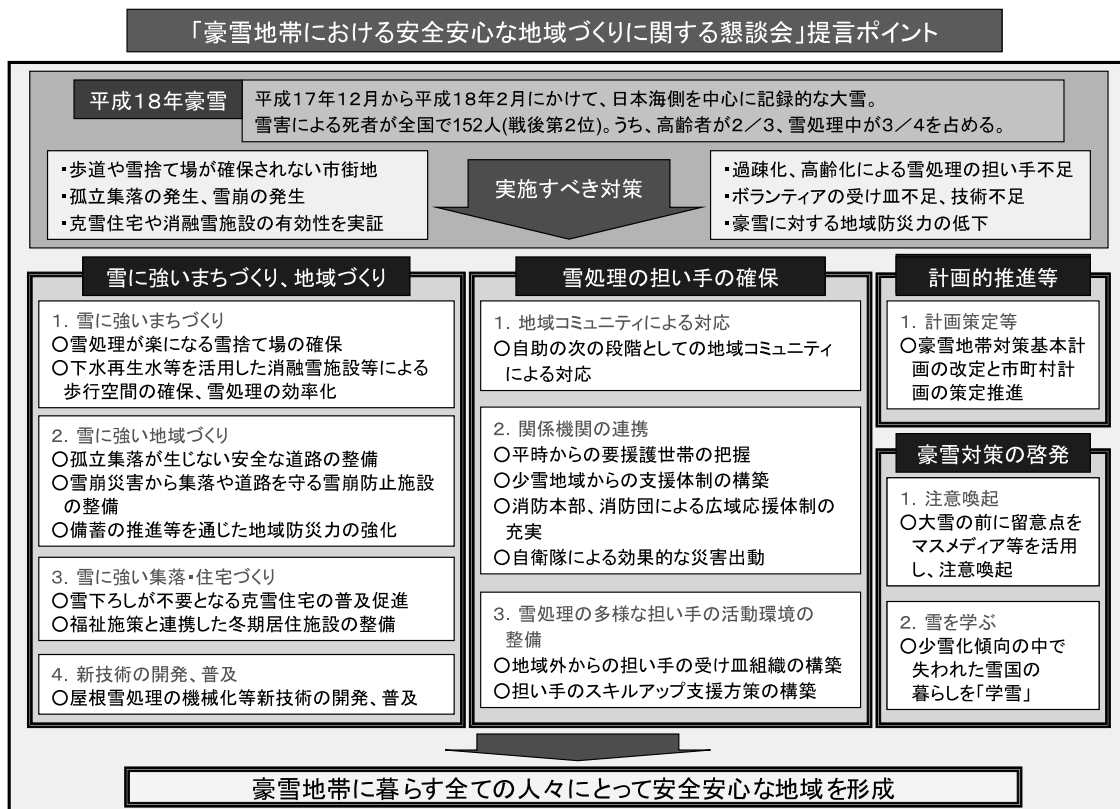 「豪雪地帯における安全安心な地域づくりに関する懇談会」提言ポイント
平成18年豪雪
平成17年12月から平成18年2月にかけて、日本海側を中心に記録的な大雪。
雪害による死者が全国で152人(戦後第2位)。うち、高齢者が2/3、雪処理中が3/4を占める。
・歩道や雪捨て場が確保されない市街地
・孤立集落の発生、雪崩の発生
・克雪住宅や消融雪施設の有効性を実証
実施すべき対策
・過疎化、高齢化による雪処理の担い手不足
・ボランティアの受け皿不足、技術不足
・豪雪に対する地域防災力の低下
雪に強いまちづくり、地域づくり
1. 雪に強いまちづくり
○雪処理が楽になる雪捨て場の確保
○下水再生水等を活用した消融雪施設等による
歩行空間の確保、雪処理の効率化
2. 雪に強い地域づくり
○孤立集落が生じない安全な道路の整備
○雪崩災害から集落や道路を守る雪崩防止施設
の整備
○備蓄の推進等を通じた地域防災力の強化
3. 雪に強い集落・住宅づくり
○雪下ろしが不要となる克雪住宅の普及促進
○福祉施策と連携した冬期居住施設の整備
4. 新技術の開発、普及
○屋根雪処理の機械化等新技術の開発、普及
雪処理の担い手の確保
1. 地域コミュニティによる対応
○自助の次の段階としての地域コミュニティ
による対応
2. 関係機関の連携
○平時からの要援護世帯の把握
○少雪地域からの支援体制の構築
○消防本部、消防団による広域応援体制の
充実
○自衛隊による効果的な災害出動
3. 雪処理の多様な担い手の活動環境の
整備
○地域外からの担い手の受け皿組織の構築
○担い手のスキルアップ支援方策の構築
計画的推進等
1. 計画策定等
○豪雪地帯対策基本計
画の改定と市町村計
画の策定推進
豪雪対策の啓発
1. 注意喚起
○大雪の前に留意点を
マスメディア等を活用
し、注意喚起
2. 雪を学ぶ
○少雪化傾向の中で
失われた雪国の
暮らしを「学雪」
豪雪地帯に暮らす全ての人々にとって安全安心な地域を形成